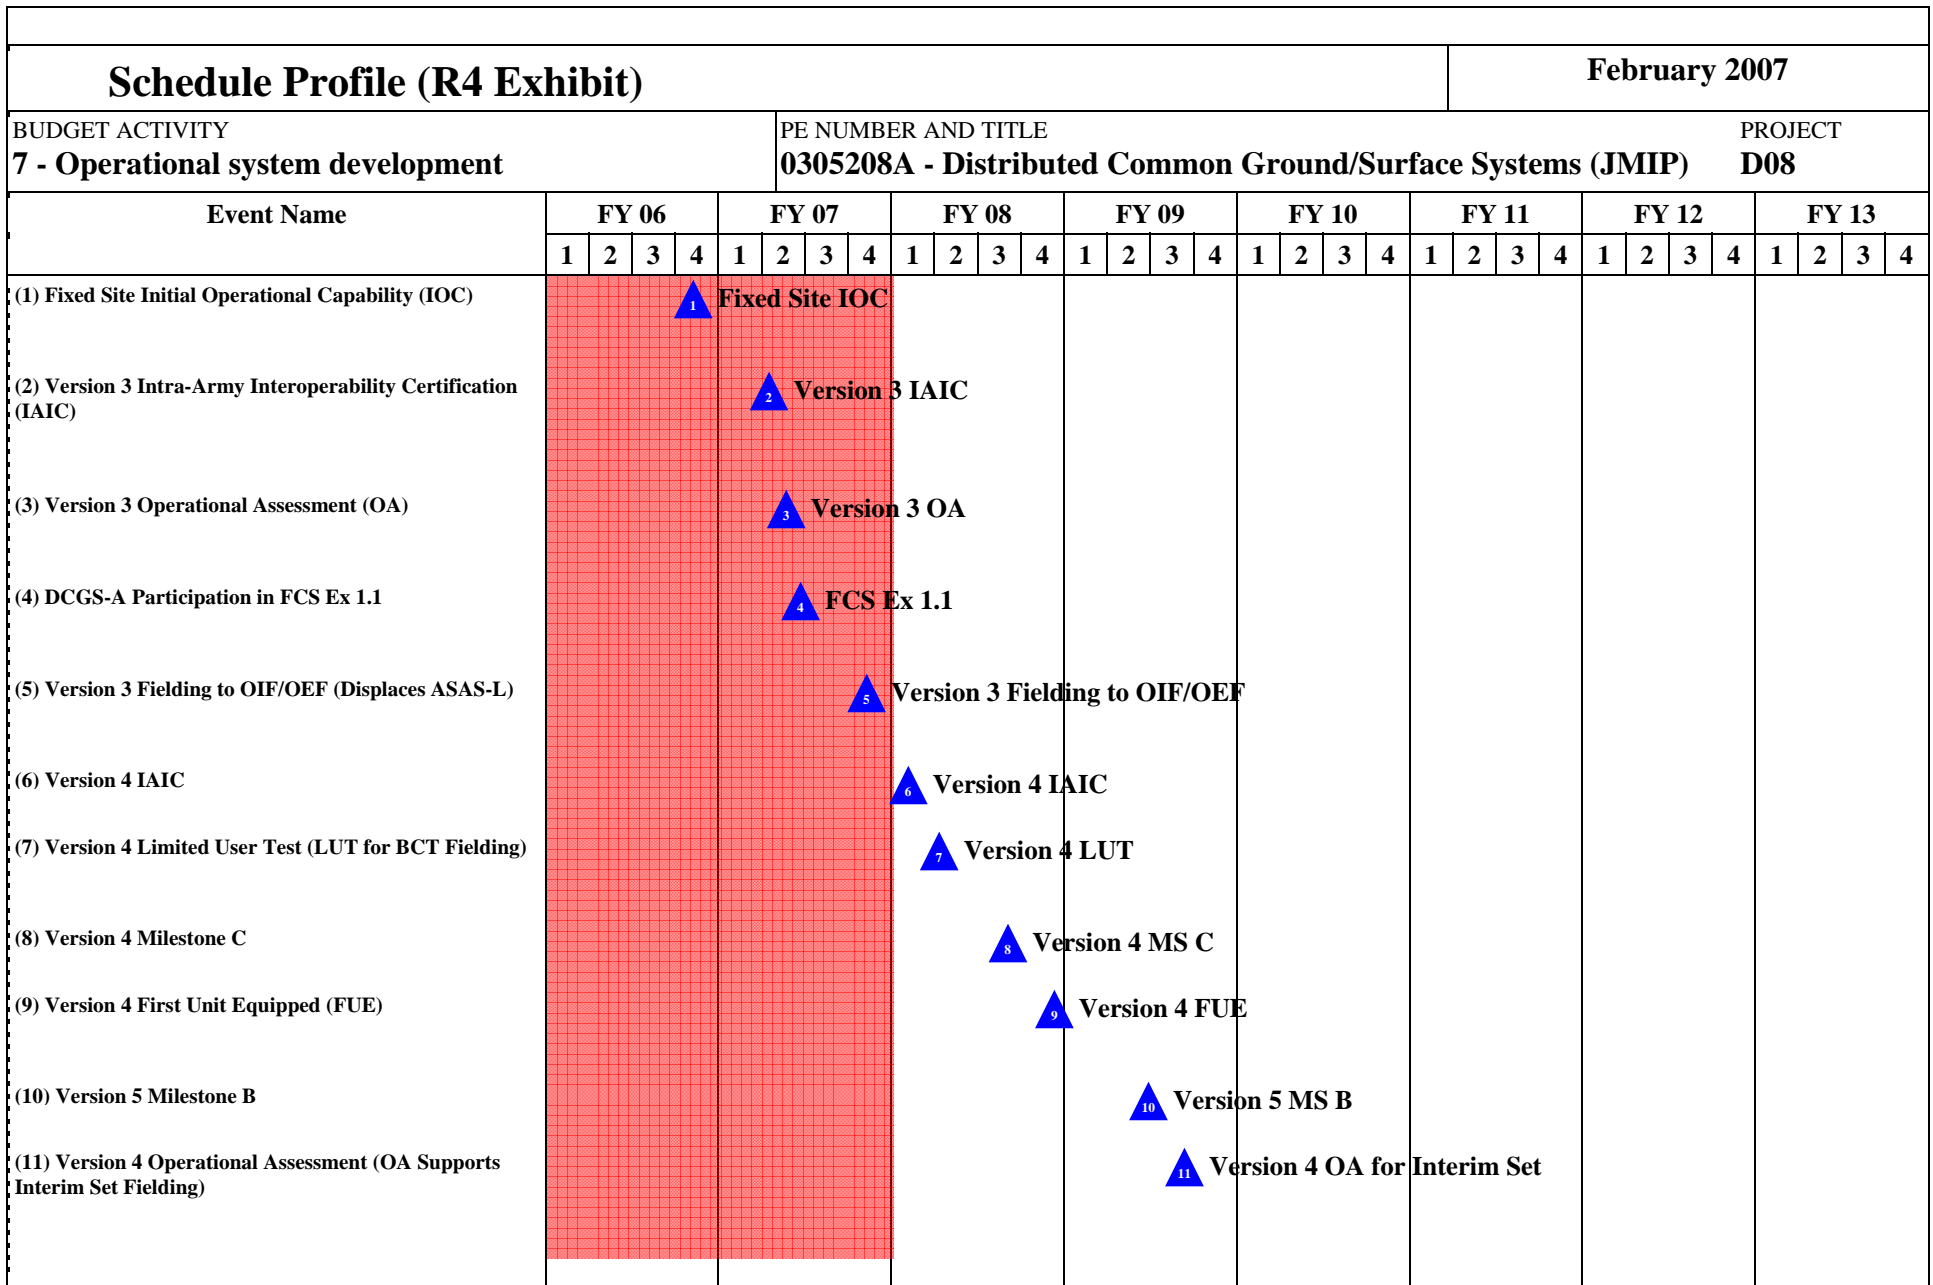 Schedule Profile (R4 Exhibit)
February 2007
BUDGET ACTIVITY
7 - Operational system development
PE NUMBER AND TITLE
0305208A - Distributed Common Ground/Surface Systems (JMIP)
PROJECT
D08
Event Name
FY 06 FY 07 FY 08 FY 09 FY 10 FY 11 FY 12 FY 13
1 2 3 4 1 2 3 4 1 2 3 4 1 2 3 4 1 2 3 4 1 2 3 4 1 2 3 4 1 2 3 4
(1) Fixed Site Initial Operational Capability (IOC)
1 Fixed Site IOC
(2) Version 3 Intra-Army Interoperability Certification
(IAIC)
2 Version 3 IAIC
(3) Version 3 Operational Assessment (OA)
3 Version 3 OA
(4) DCGS-A Participation in FCS Ex 1.1
4 FCS Ex 1.1
(5) Version 3 Fielding to OIF/OEF (Displaces ASAS-L)
5 Version 3 Fielding to OIF/OEF
(6) Version 4 IAIC
6 Version 4 IAIC
(7) Version 4 Limited User Test (LUT for BCT Fielding)
7 Version 4 LUT
(8) Version 4 Milestone C
8 Version 4 MS C
(9) Version 4 First Unit Equipped (FUE)
9 Version 4 FUE
(10) Version 5 Milestone B
10 Version 5 MS B
(11) Version 4 Operational Assessment (OA Supports
Interim Set Fielding)
11 Version 4 OA for Interim Set